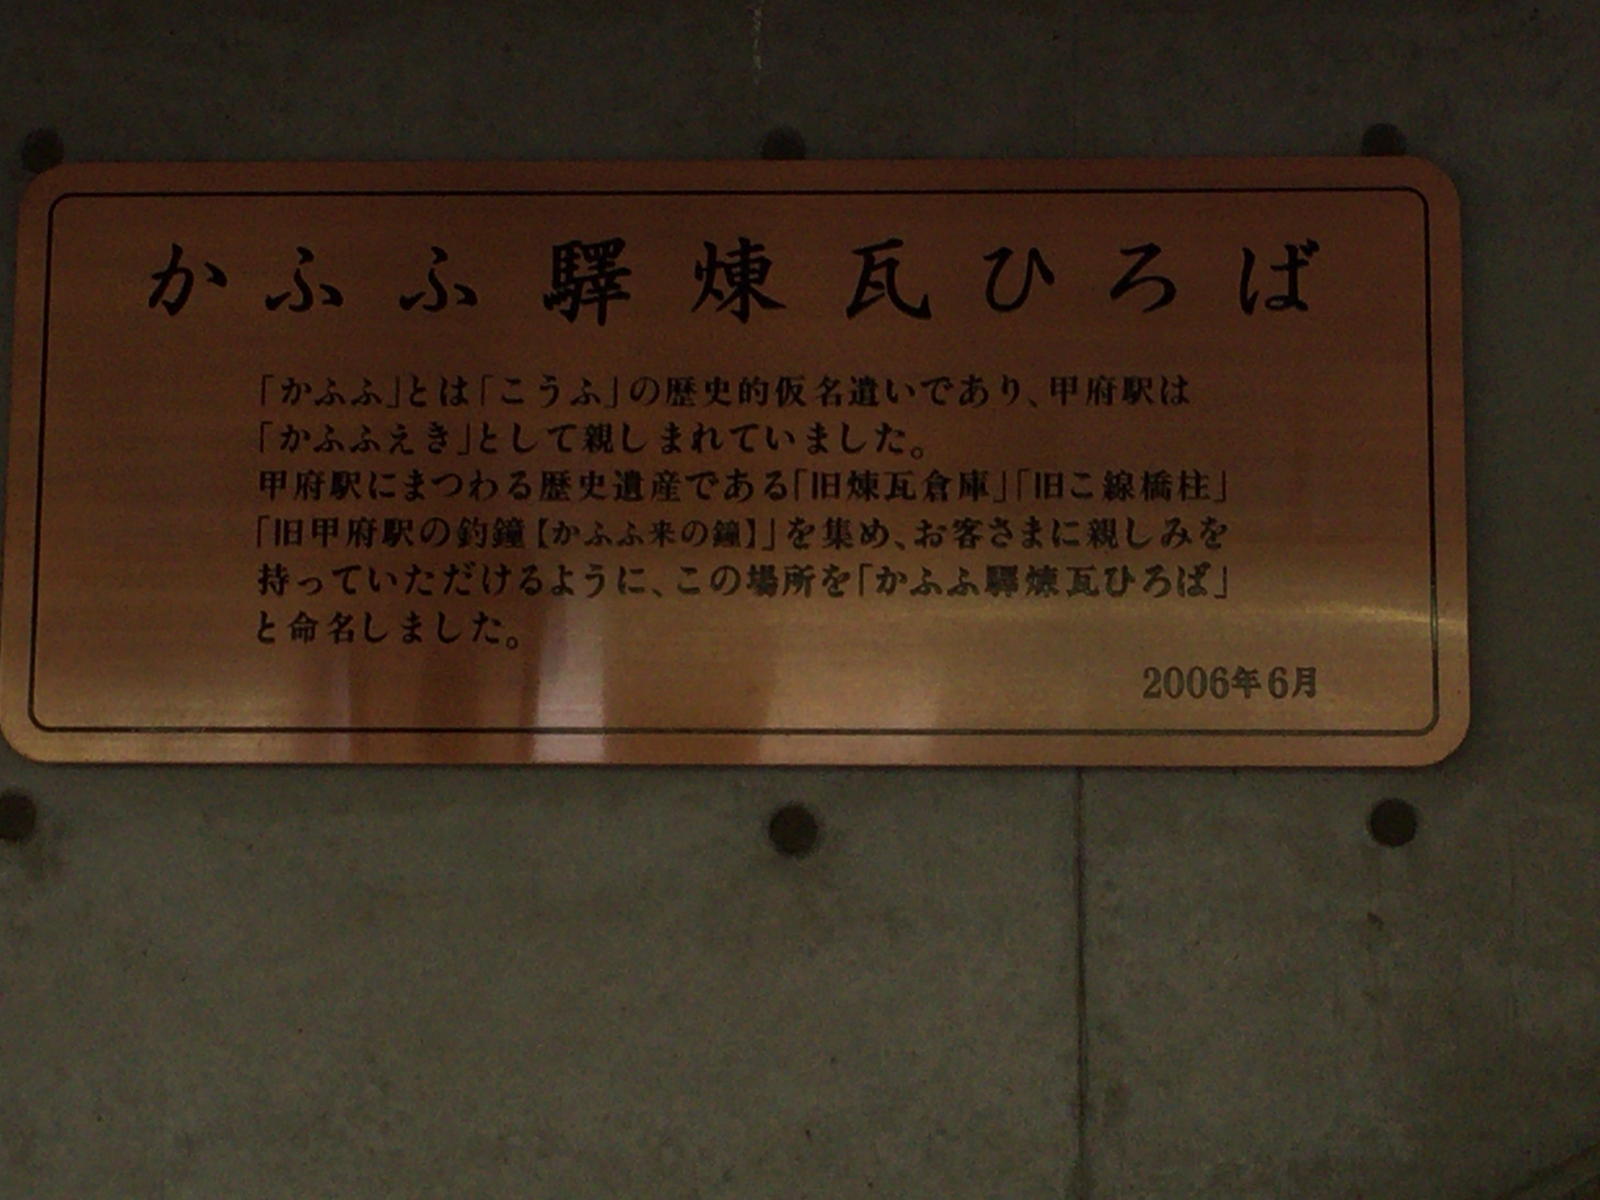 かふふ驛煉瓦ひろば
「かふふ」とは「こうふ」の歴史的仮名遣いであり、甲府駅は
「かふふえき」として親しまれていました。
甲府駅にまつわる歴史遺産である「旧煉瓦倉庫」「旧こ線橋柱」
「旧甲府駅の釣鐘【かふふ来の鐘】」を集め、お客さまに親しみを
持っていただけるように、この場所を「かふふ驛煉瓦ひろば」
と命名しました。
2006年6月